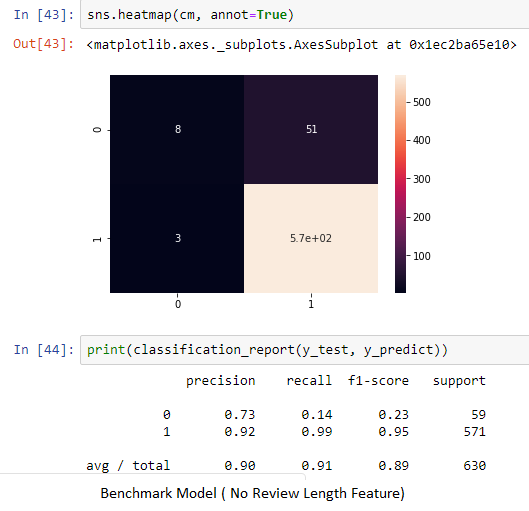 In [43]: sns.heatmap(cm, annot=True)
Out[43]: <matplotlib.axes._subplots.AxesSubplot at 0x1ec2ba65e10>
0 8 51
1 3 5.7e+02
0 1
500
400
300
200
100
In [44]: print(classification_report(y_test, y_predict))
precision recall f1-score support
0 0.73 0.14 0.23 59
1 0.92 0.99 0.95 571
avg / total 0.90 0.91 0.89 630
Benchmark Model ( No Review Length Feature)